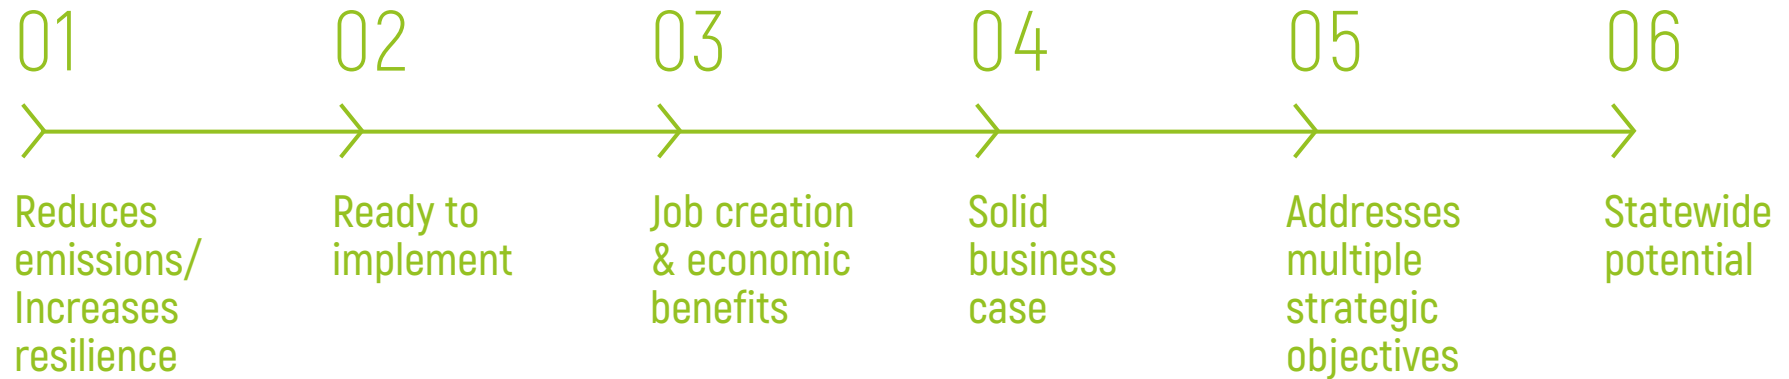 01
Reduces
emissions/
Increases
resilience
02
Ready to
implement
03
Job creation
& economic
benefits
04
Solid
business
case
05
Addresses
multiple
strategic
objectives
06
Statewide
potential